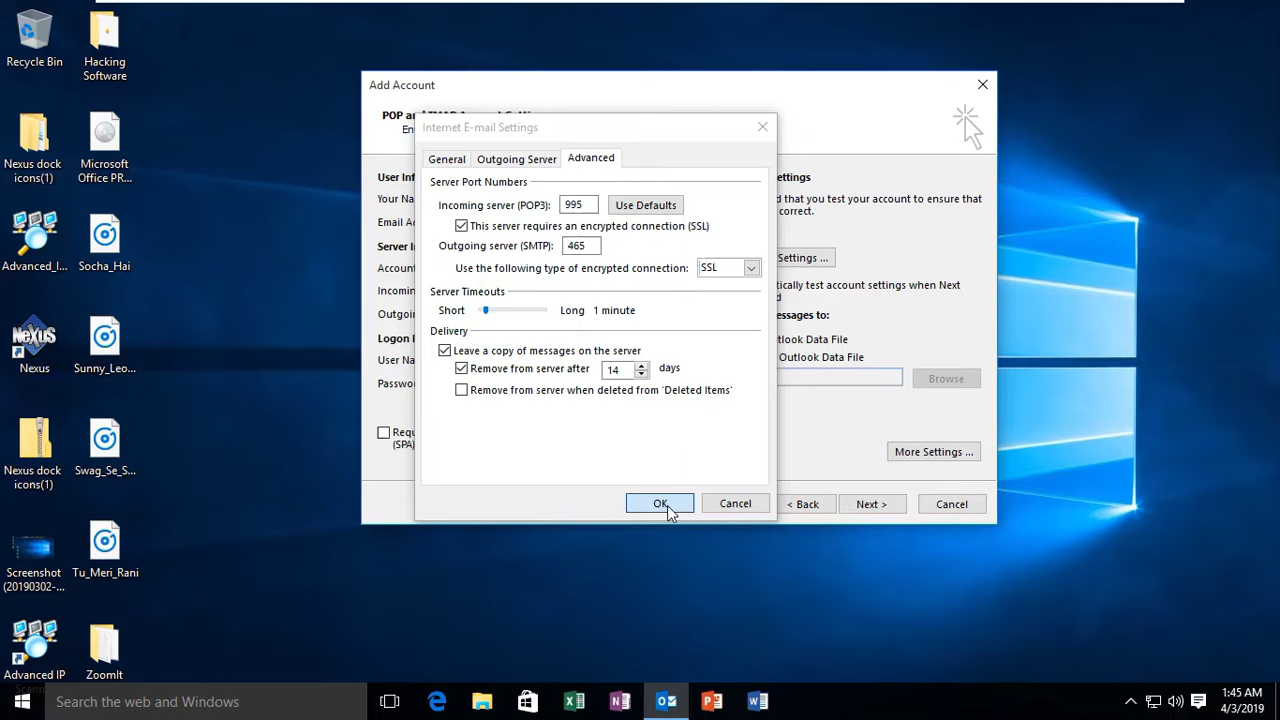 Recycle Bin
Hacking
Software
Nexus dock
icons(1)
Microsoft
Office PR...
Advanced_I...
Socha_Hai
NeXuS
Nexus
Sunny_Leo...
Nexus dock
icons(1)
Swag_Se_S...
Screenshot
(20190302-...
Tu_Meri_Rani
Advanced IP
ZoomIt
Add Account
POP and
User Inf
Your Na
Email Ac
Server In
Account
Incomin
Outgoin
Logon I
User Na
Passwor
Requ
(SPA)
Internet E-mail Settings
General
Outgoing Server
Advanced
Server Port Numbers
Incoming server (POP3):
995
Use Defaults
This server requires an encrypted connection (SSL)
Outgoing server (SMTP):
465
Use the following type of encrypted connection:
SSL
Server Timeouts
Short
Long 1 minute
Delivery
Leave a copy of messages on the server
Remove from server after
14
days
Remove from server when deleted from 'Deleted Items'
OK
Cancel
ettings
d that you test your account to ensure that
correct.
Settings ...
tically test account settings when Next
d
essages to:
tlook Data File
Outlook Data File
Browse
More Settings ...
< Back
Next >
Cancel
Search the web and Windows
1:45 AM
4/3/2019